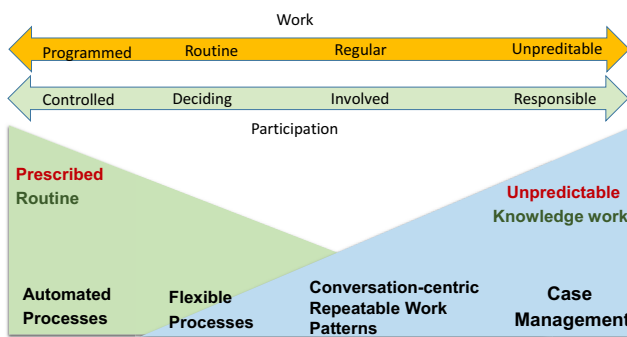 Work
Programmed Routine Regular Unpreditable
Controlled Deciding Involved Responsible
Participation
Prescribed
Routine
Unpredictable
Knowledge work
Automated
Processes
Flexible
Processes
Conversation-centric
Repeatable Work
Patterns
Case
Management